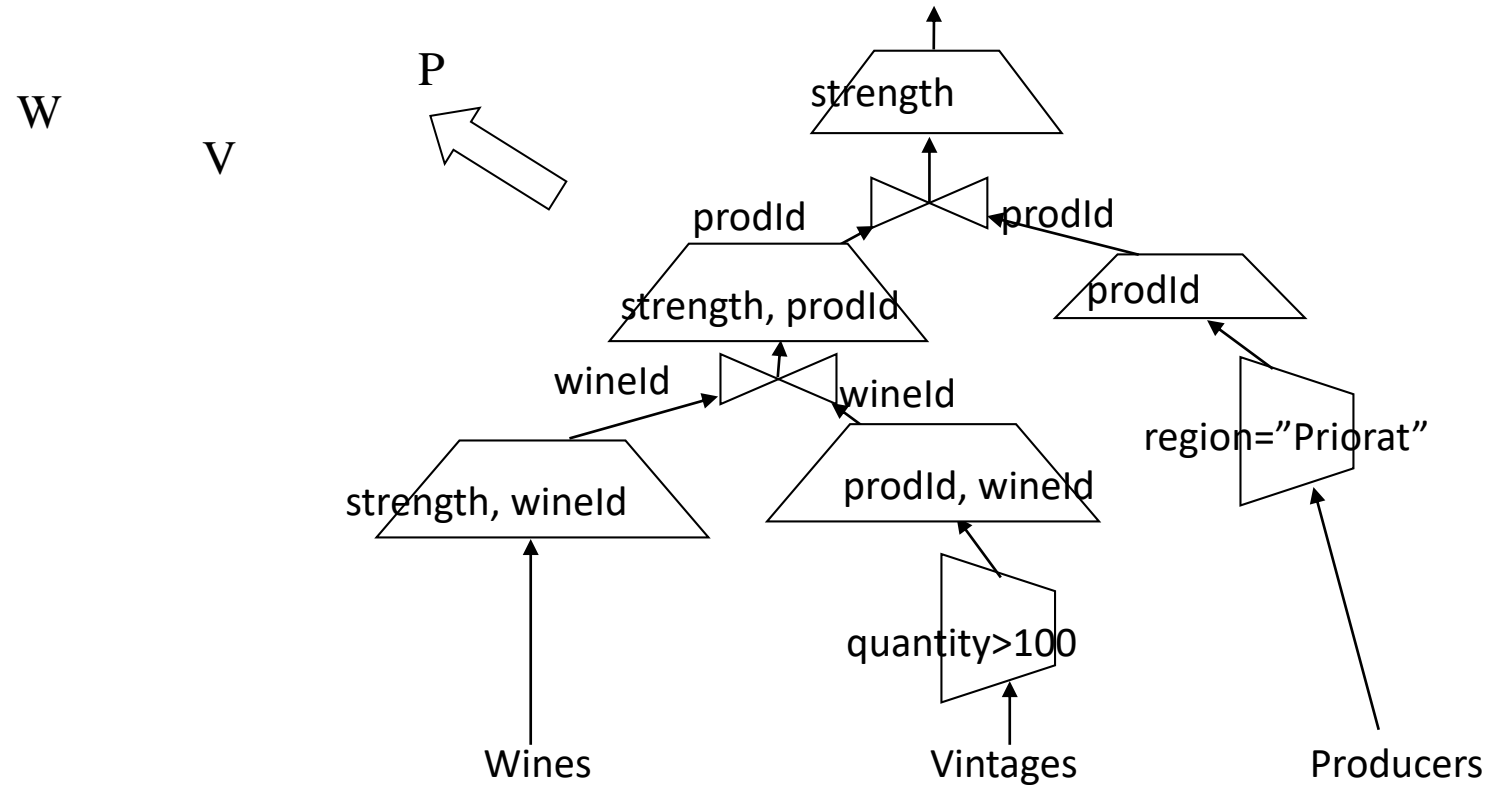 P
W
V
strength
prodId
prodId
strength, prodId
prodId
wineId
wineId
region=”Priorat”
strength, wineId
prodId, wineId
quantity>100
Wines
Vintages
Producers